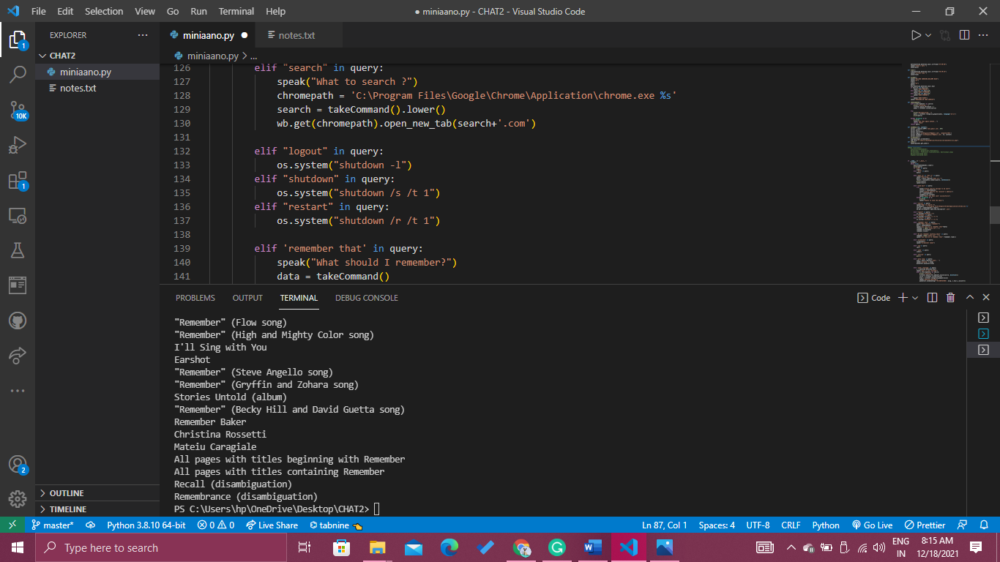 File Edit Selection View Go Run Terminal Help
● miniaano.py - CHAT2 - Visual Studio Code
EXPLORER
CHAT2
miniaano.py
notes.txt
OUTLINE
TIMELINE
1
10K
1
2
miniaano.py
notes.txt
miniaano.py > ...
126 elif "search" in query:
127 speak("What to search ?")
128 chromepath = 'C:\Program Files\Google\Chrome\Application\chrome.exe %s'
129 search = takeCommand().lower()
130 wb.get(chromepath).open_new_tab(search+'.com')
131
132 elif "logout" in query:
133 os.system("shutdown -l")
134 elif "shutdown" in query:
135 os.system("shutdown /s /t 1")
136 elif "restart" in query:
137 os.system("shutdown /r /t 1")
138
139 elif 'remember that' in query:
140 speak("What should I remember?")
141 data = takeCommand()
PROBLEMS OUTPUT TERMINAL DEBUG CONSOLE
Code
"Remember" (Flow song)
"Remember" (High and Mighty Color song)
I'll Sing with You
Earshot
"Remember" (Steve Angello song)
"Remember" (Gryffin and Zohara song)
Stories Untold (album)
"Remember" (Becky Hill and David Guetta song)
Remember Baker
Christina Rossetti
Mateiu Caragiale
All pages with titles beginning with Remember
All pages with titles containing Remember
Recall (disambiguation)
Remembrance (disambiguation)
PS C:\Users\hp\OneDrive\Desktop\CHAT2>
master* Python 3.8.10 64-bit 0 0 Live Share tabnine Ln 87, Col 1 Spaces: 4 UTF-8 CRLF Python Go Live Prettier
Type here to search
ENG
IN
8:15 AM
12/18/2021